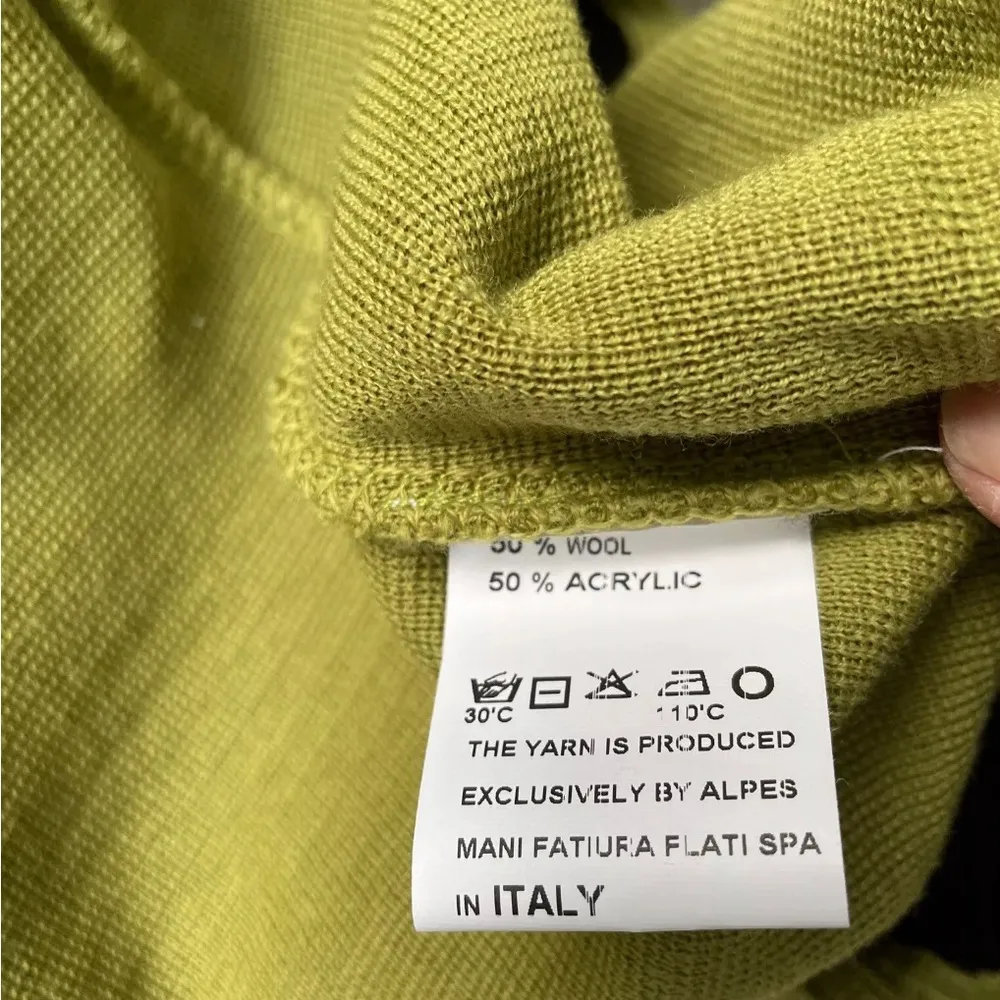 50 % WOOL
50 % ACRYLIC
30'C 110'C
THE YARN IS PRODUCED
EXCLUSIVELY BY ALPES
MANI FATIURA FLATI SPA
IN ITALY